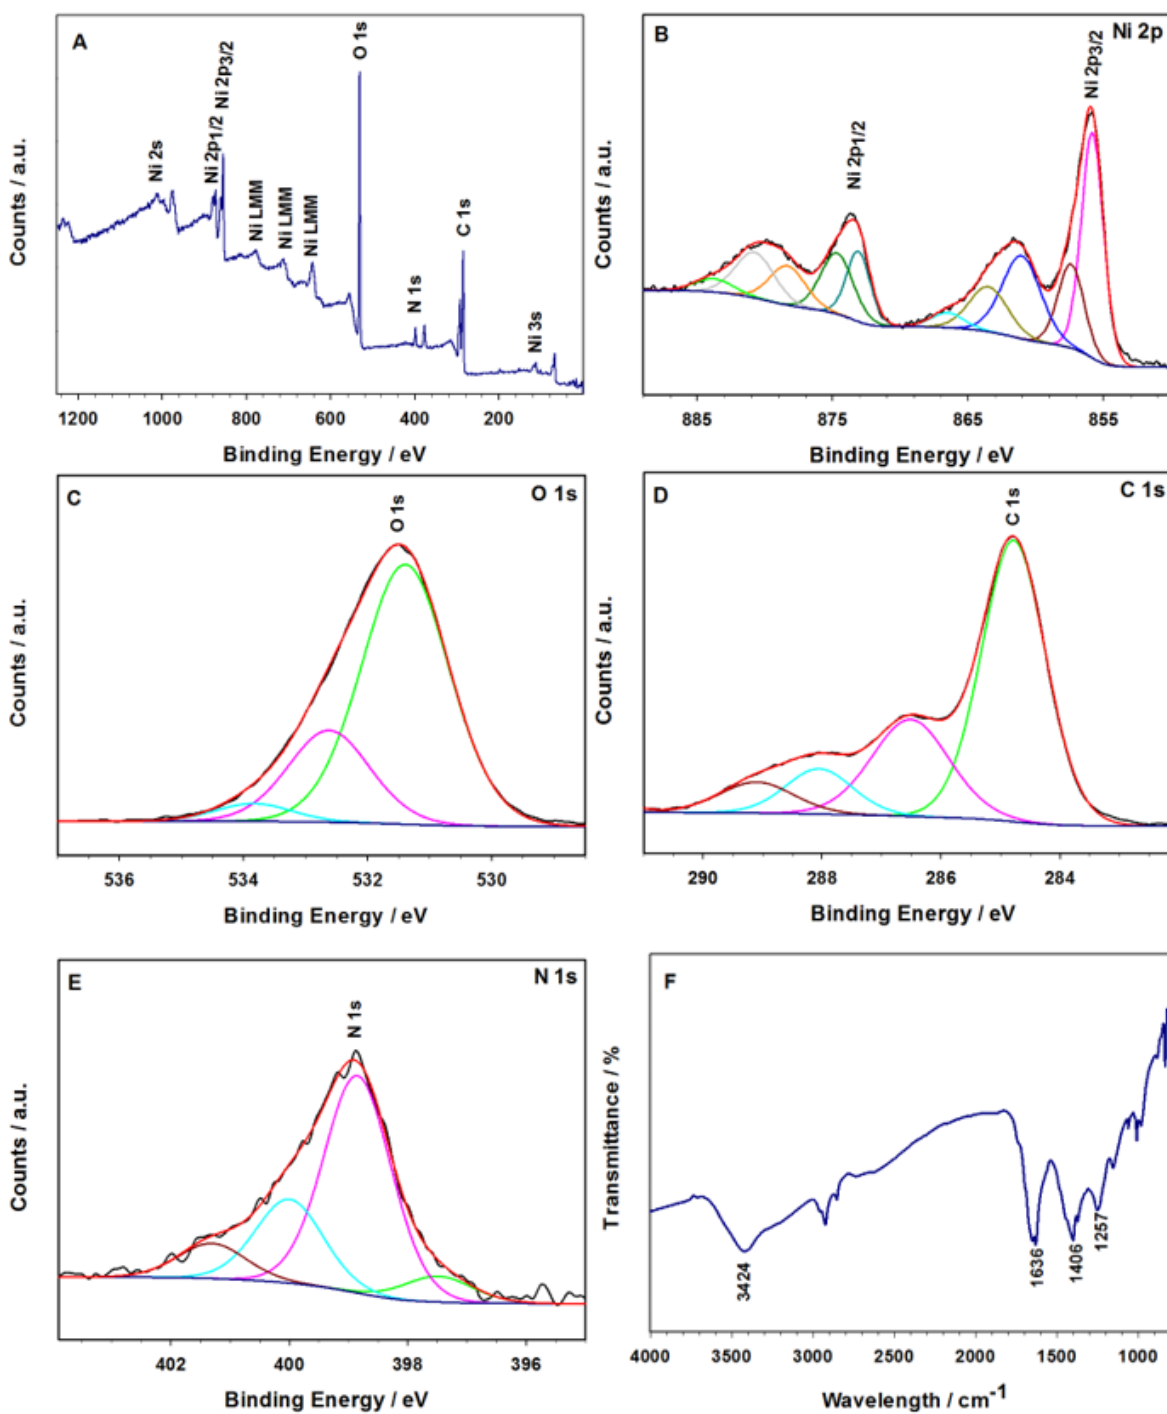 A
Ni 2s
Ni 2p1/2
Ni 2p3/2
Ni LMM
Ni LMM
Ni LMM
O 1s
N 1s
C 1s
Ni 3s
Counts / a.u.
1200 1000 800 600 400 200
Binding Energy / eV
B
Ni 2p
Ni 2p1/2
Ni 2p3/2
Counts / a.u.
885 875 865 855
Binding Energy / eV
C
O 1s
O 1s
Counts / a.u.
536 534 532 530
Binding Energy / eV
D
C 1s
C 1s
Counts / a.u.
290 288 286 284
Binding Energy / eV
E
N 1s
N 1s
Counts / a.u.
402 400 398 396
Binding Energy / eV
F
Transmittance / %
3424
1636
1406
1257
4000 3500 3000 2500 2000 1500 1000
Wavelength / cm⁻¹